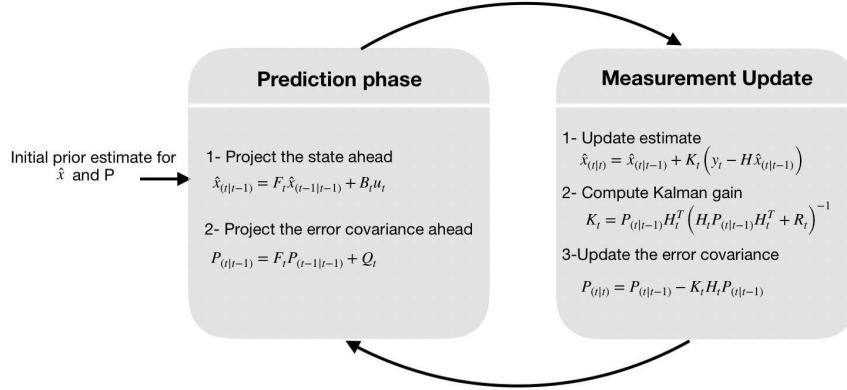 Initial prior estimate for
x̂ and P
Prediction phase
1- Project the state ahead
x̂_(t|t−1) = F_t x̂_(t−1|t−1) + B_t u_t
2- Project the error covariance ahead
P_(t|t−1) = F_t P_(t−1|t−1) + Q_t
Measurement Update
1- Update estimate
x̂_(t|t) = x̂_(t|t−1) + K_t (y_t − Hx̂_(t|t−1))
2- Compute Kalman gain
K_t = P_(t|t−1) H_t^T (H_t P_(t|t−1) H_t^T + R_t)^−1
3-Update the error covariance
P_(t|t) = P_(t|t−1) − K_t H_t P_(t|t−1)